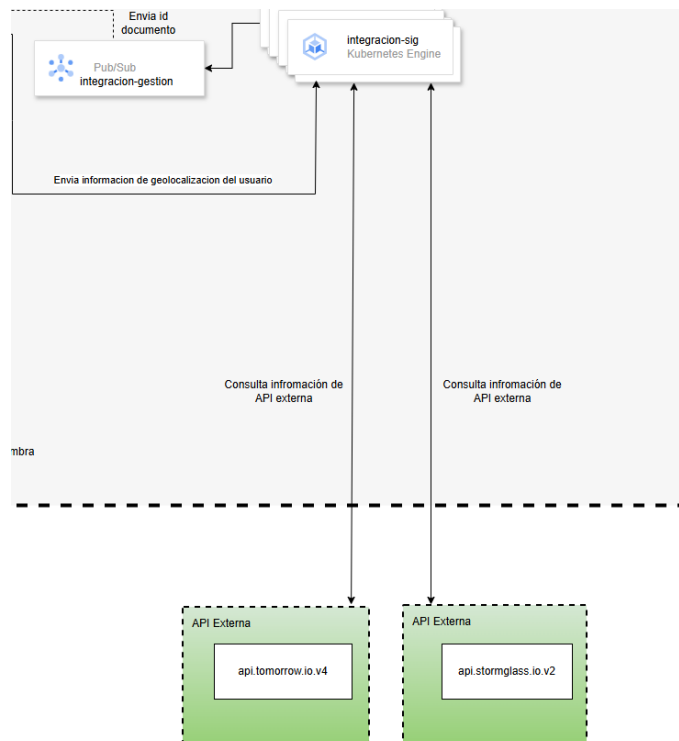 Envia id
documento
Pub/Sub
integracion-gestion
integracion-sig
Kubernetes Engine
Envia informacion de geolocalizacion del usuario
Consulta infromación de
API externa
Consulta infromación de
API externa
mbra
API Externa
api.tomorrow.io.v4
API Externa
api.stormglass.io.v2